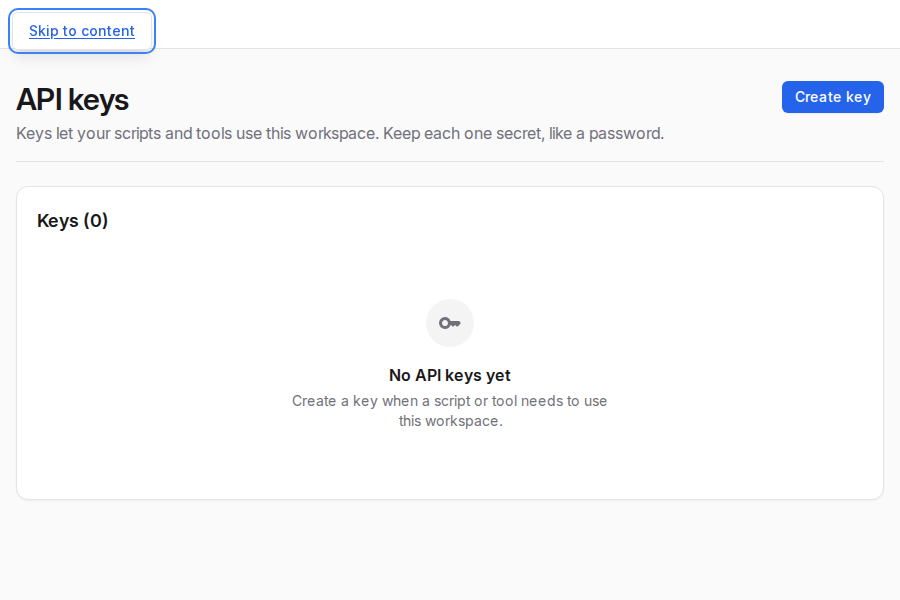 Skip to content
API keys
Create key
Keys let your scripts and tools use this workspace. Keep each one secret, like a password.
Keys (0)
No API keys yet
Create a key when a script or tool needs to use
this workspace.